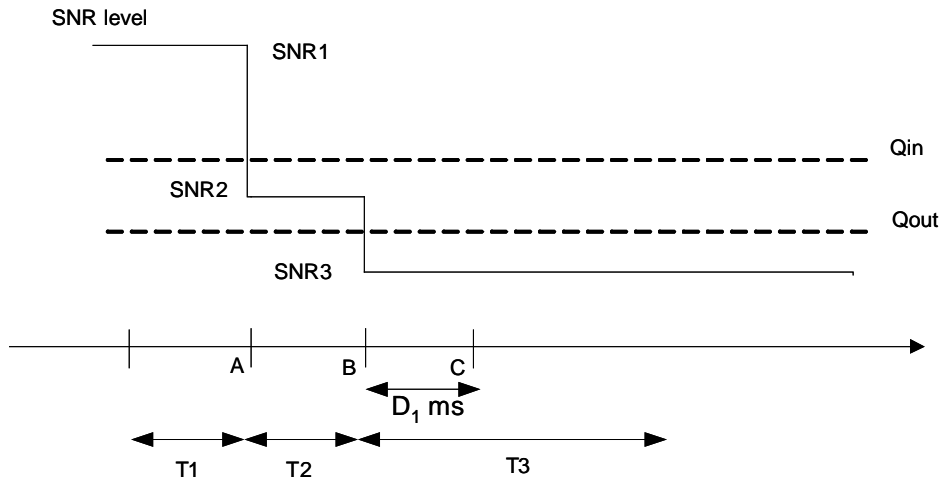 SNR level
SNR1
Qin
SNR2
Qout
SNR3
A
B
C
D₁ ms
T1
T2
T3